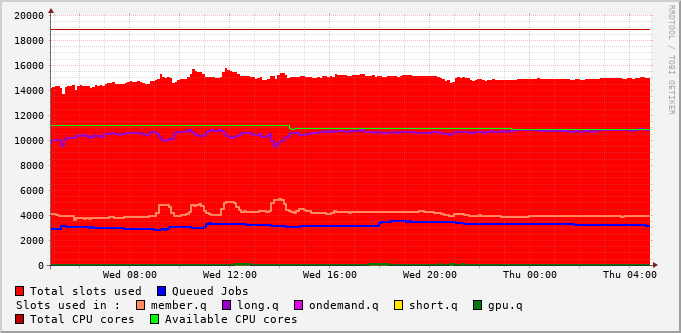 20000
18000
16000
14000
12000
10000
8000
6000
4000
2000
0
Wed 08:00 Wed 12:00 Wed 16:00 Wed 20:00 Thu 00:00 Thu 04:00
Total slots used Queued Jobs
Slots used in : member.q long.q ondemand.q short.q gpu.q
Total CPU cores Available CPU cores
RRDTOOL / TOBI OETIKER